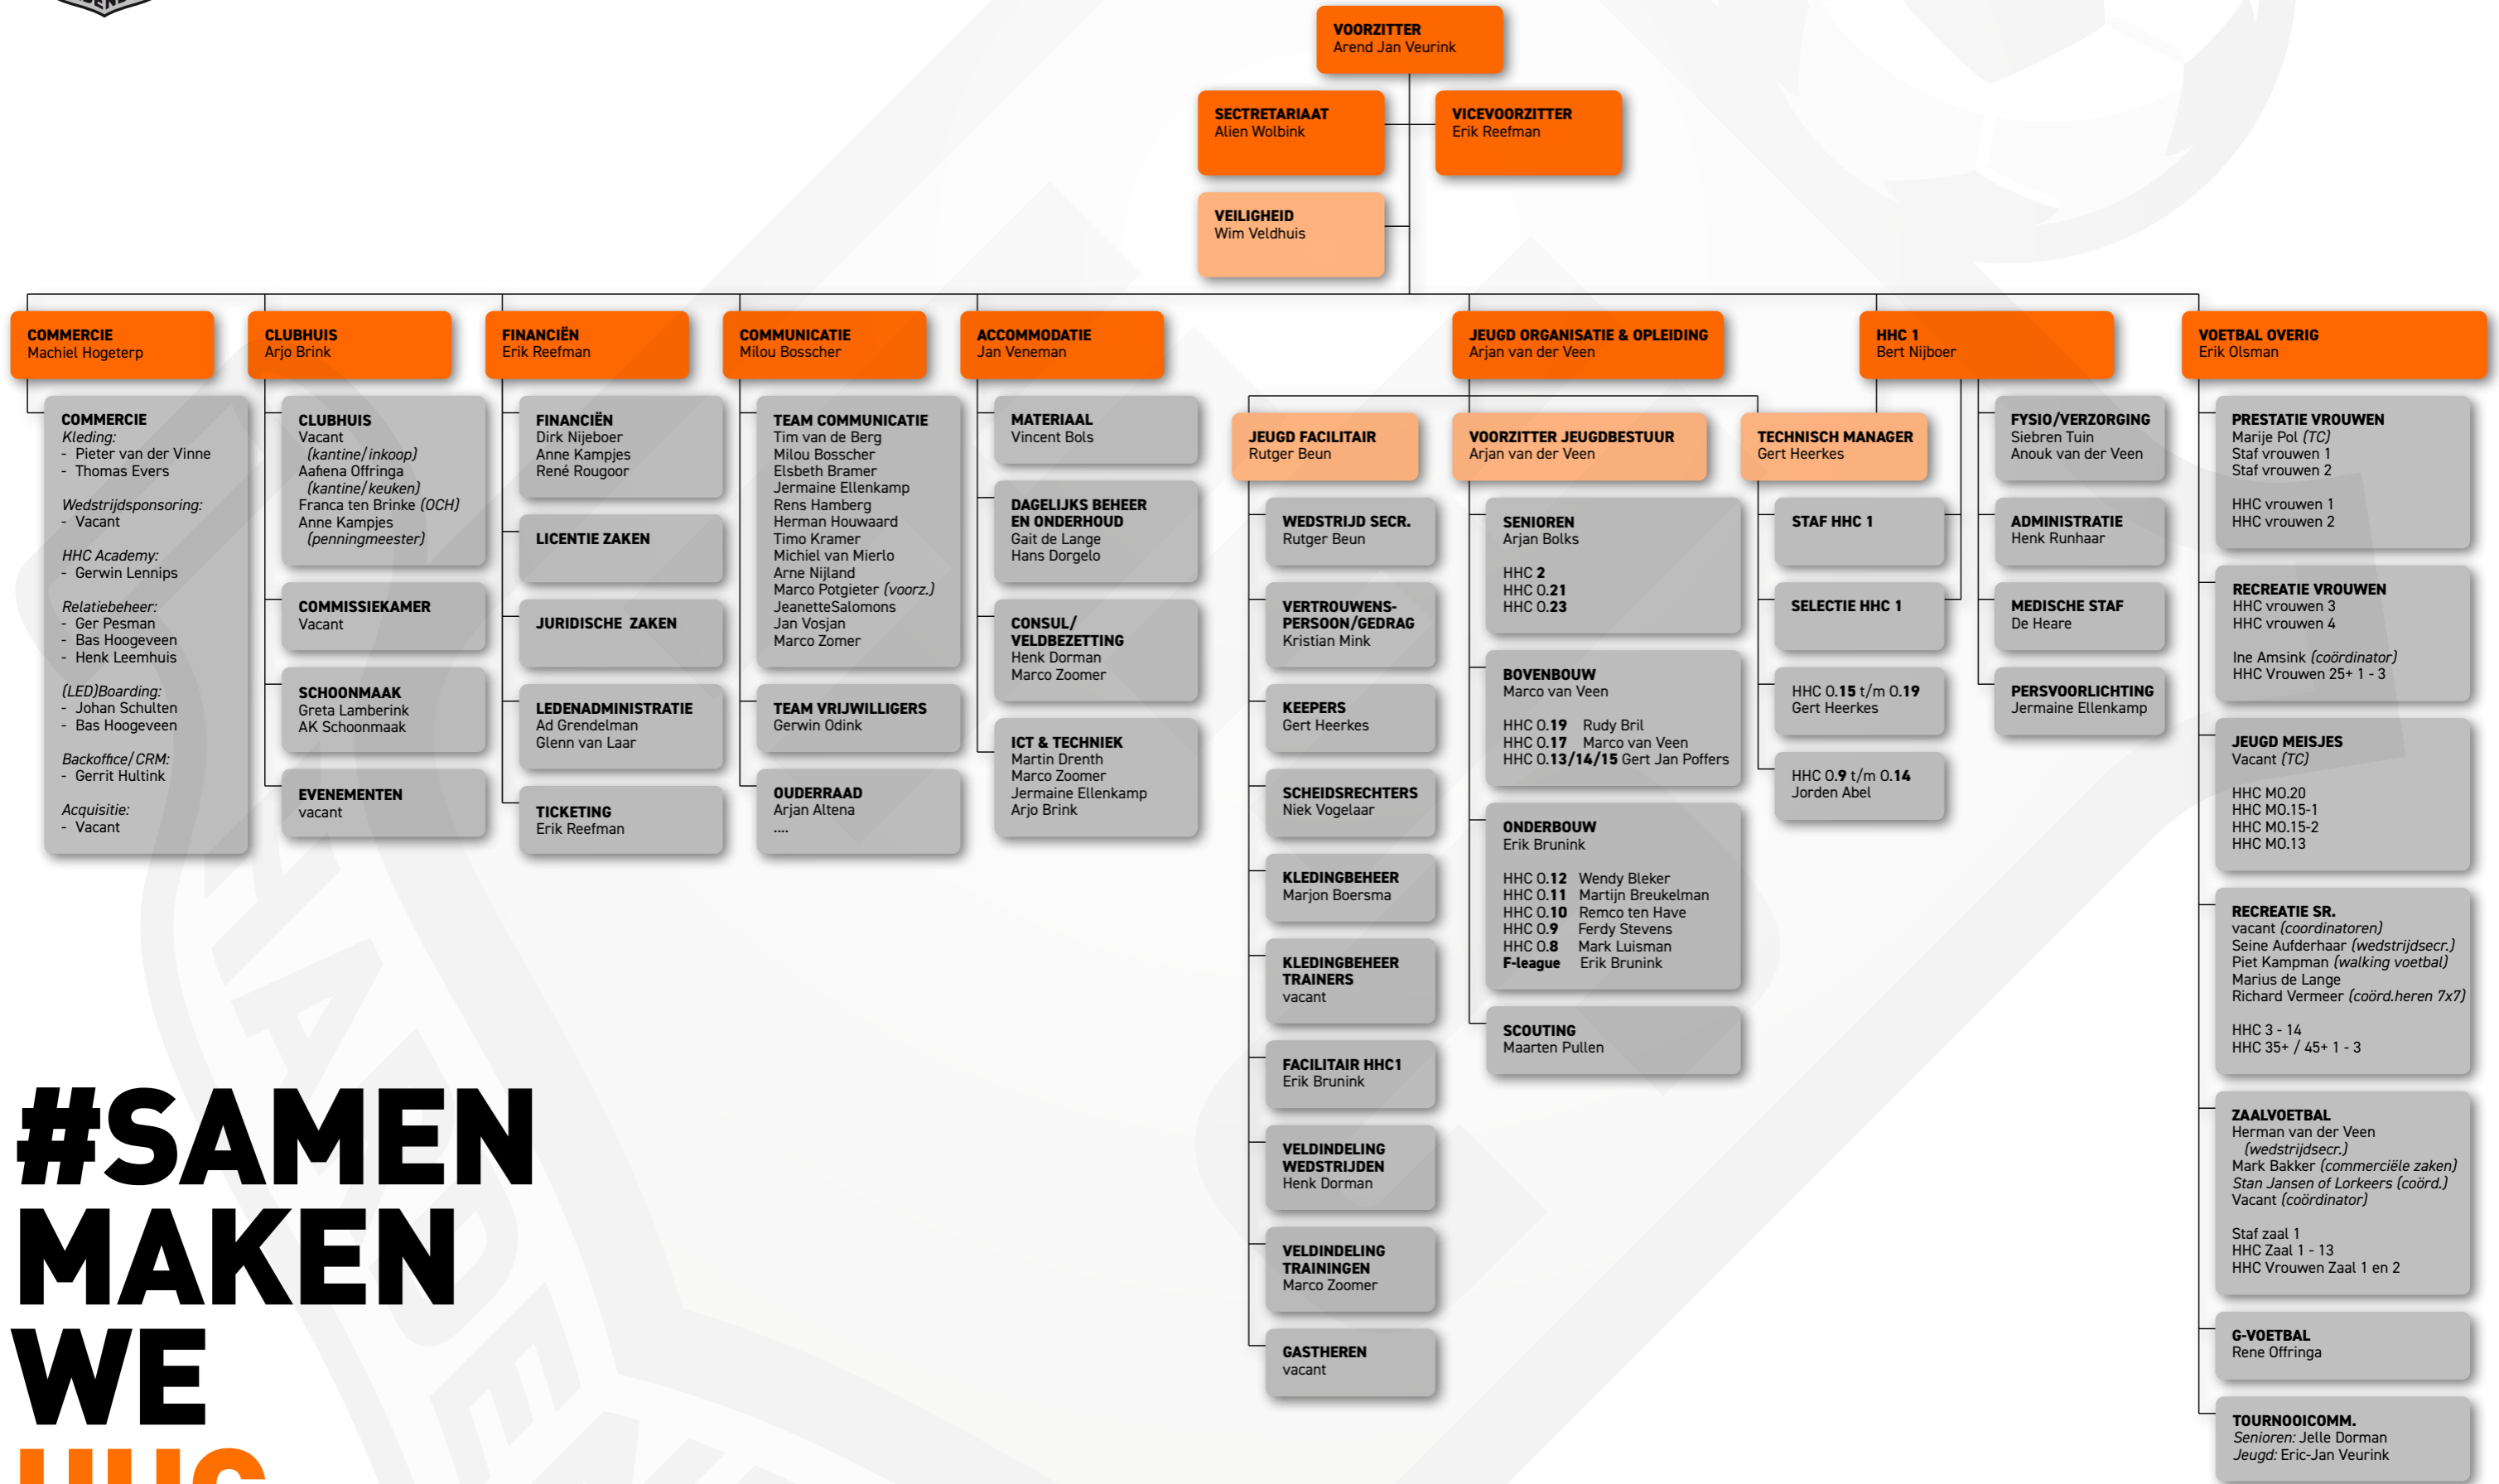 VOORZITTER
Arend Jan Veurink
SECTRETARIAAT
Alien Wolbink
VICEVOORZITTER
Erik Reefman
VEILIGHEID
Wim Veldhuis
COMMERCIE
Machiel Hogeterp
CLUBHUIS
Arjo Brink
FINANCIËN
Erik Reefman
COMMUNICATIE
Milou Bosscher
ACCOMMODATIE
Jan Veneman
JEUGD ORGANISATIE & OPLEIDING
Arjan van der Veen
HHC 1
Bert Nijboer
VOETBAL OVERIG
Erik Olsman
COMMERCIE
Kleding:
- Pieter van der Vinne
- Thomas Evers
Wedstrijdsponsoring:
- Vacant
HHC Academy:
- Gerwin Lennips
Relatiebeheer:
- Ger Pesman
- Bas Hoogeveen
- Henk Leemhuis
(LED)Boarding:
- Johan Schulten
- Bas Hoogeveen
Backoffice/CRM:
- Gerrit Hultink
Acquisitie:
- Vacant
CLUBHUIS
Vacant
(kantine/inkoop)
Aafiena Offringa
(kantine/keuken)
Franca ten Brinke (OCH)
Anne Kampjes
(penningmeester)
COMMISSIEKAMER
Vacant
SCHOONMAAK
Greta Lamberink
AK Schoonmaak
EVENEMENTEN
vacant
FINANCIËN
Dirk Nijeboer
Anne Kampjes
René Rougoor
LICENTIE ZAKEN
JURIDISCHE ZAKEN
LEDENADMINISTRATIE
Ad Grendelman
Glenn van Laar
TICKETING
Erik Reefman
TEAM COMMUNICATIE
Tim van de Berg
Milou Bosscher
Elsbeth Bramer
Jermaine Ellenkamp
Rens Hamberg
Herman Houwaard
Timo Kramer
Michiel van Mierlo
Arne Nijland
Marco Potgieter (voorz.)
JeanetteSalomons
Jan Vosjan
Marco Zomer
TEAM VRIJWILLIGERS
Gerwin Odink
OUDERRAAD
Arjan Altena
....
MATERIAAL
Vincent Bols
DAGELIJKS BEHEER
EN ONDERHOUD
Gait de Lange
Hans Dorgelo
CONSUL/
VELDBEZETTING
Henk Dorman
Marco Zoomer
ICT & TECHNIEK
Martin Drenth
Marco Zoomer
Jermaine Ellenkamp
Arjo Brink
JEUGD FACILITAIR
Rutger Beun
WEDSTRIJD SECR.
Rutger Beun
VERTROUWENS-
PERSOON/GEDRAG
Kristian Mink
KEEPERS
Gert Heerkes
SCHEIDSRECHTERS
Niek Vogelaar
KLEDINGBEHEER
Marjon Boersma
KLEDINGBEHEER
TRAINERS
vacant
FACILITAIR HHC1
Erik Brunink
VELDINDELING
WEDSTRIJDEN
Henk Dorman
VELDINDELING
TRAININGEN
Marco Zoomer
GASTHEREN
vacant
VOORZITTER JEUGDBESTUUR
Arjan van der Veen
SENIOREN
Arjan Bolks
HHC 2
HHC O.21
HHC O.23
BOVENBOUW
Marco van Veen
HHC O.19 Rudy Bril
HHC O.17 Marco van Veen
HHC O.13/14/15 Gert Jan Poffers
ONDERBOUW
Erik Brunink
HHC O.12 Wendy Bleker
HHC O.11 Martijn Breukelman
HHC O.10 Remco ten Have
HHC O.9 Ferdy Stevens
HHC O.8 Mark Luisman
F-league Erik Brunink
SCOUTING
Maarten Pullen
TECHNISCH MANAGER
Gert Heerkes
STAF HHC 1
SELECTIE HHC 1
HHC O.15 t/m O.19
Gert Heerkes
HHC O.9 t/m O.14
Jorden Abel
FYSIO/VERZORGING
Siebren Tuin
Anouk van der Veen
ADMINISTRATIE
Henk Runhaar
MEDISCHE STAF
De Heare
PERSVOORLICHTING
Jermaine Ellenkamp
PRESTATIE VROUWEN
Marije Pol (TC)
Staf vrouwen 1
Staf vrouwen 2
HHC vrouwen 1
HHC vrouwen 2
RECREATIE VROUWEN
HHC vrouwen 3
HHC vrouwen 4
Ine Amsink (coördinator)
HHC Vrouwen 25+ 1 - 3
JEUGD MEISJES
Vacant (TC)
HHC MO.20
HHC MO.15-1
HHC MO.15-2
HHC MO.13
RECREATIE SR.
vacant (coordinatoren)
Seine Aufderhaar (wedstrijdsecr.)
Piet Kampman (walking voetbal)
Marius de Lange
Richard Vermeer (coörd.heren 7x7)
HHC 3 - 14
HHC 35+ / 45+ 1 - 3
ZAALVOETBAL
Herman van der Veen
(wedstrijdsecr.)
Mark Bakker (commerciële zaken)
Stan Jansen of Lorkeers (coörd.)
Vacant (coördinator)
Staf zaal 1
HHC Zaal 1 - 13
HHC Vrouwen Zaal 1 en 2
G-VOETBAL
Rene Offringa
TOURNOOICOMM.
Senioren: Jelle Dorman
Jeugd: Eric-Jan Veurink
#SAMEN
MAKEN
WE
HHC